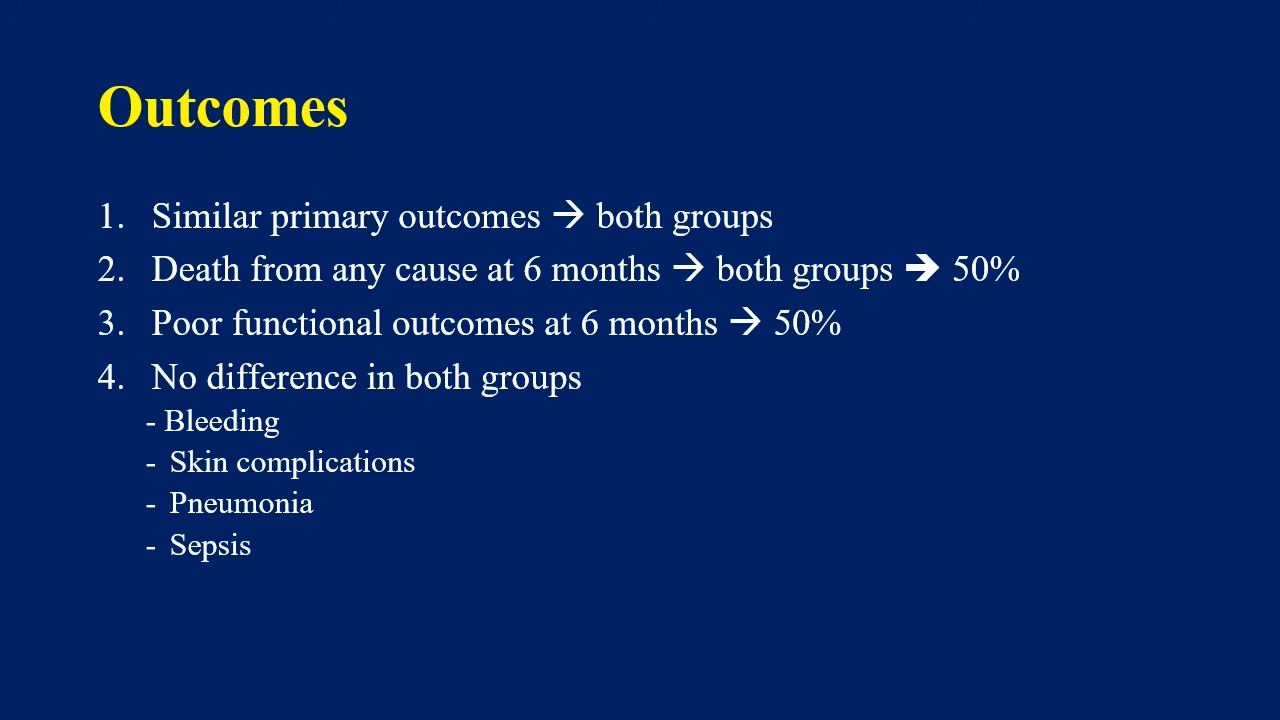 Outcomes
1. Similar primary outcomes → both groups
2. Death from any cause at 6 months → both groups ➔ 50%
3. Poor functional outcomes at 6 months → 50%
4. No difference in both groups
- Bleeding
- Skin complications
- Pneumonia
- Sepsis